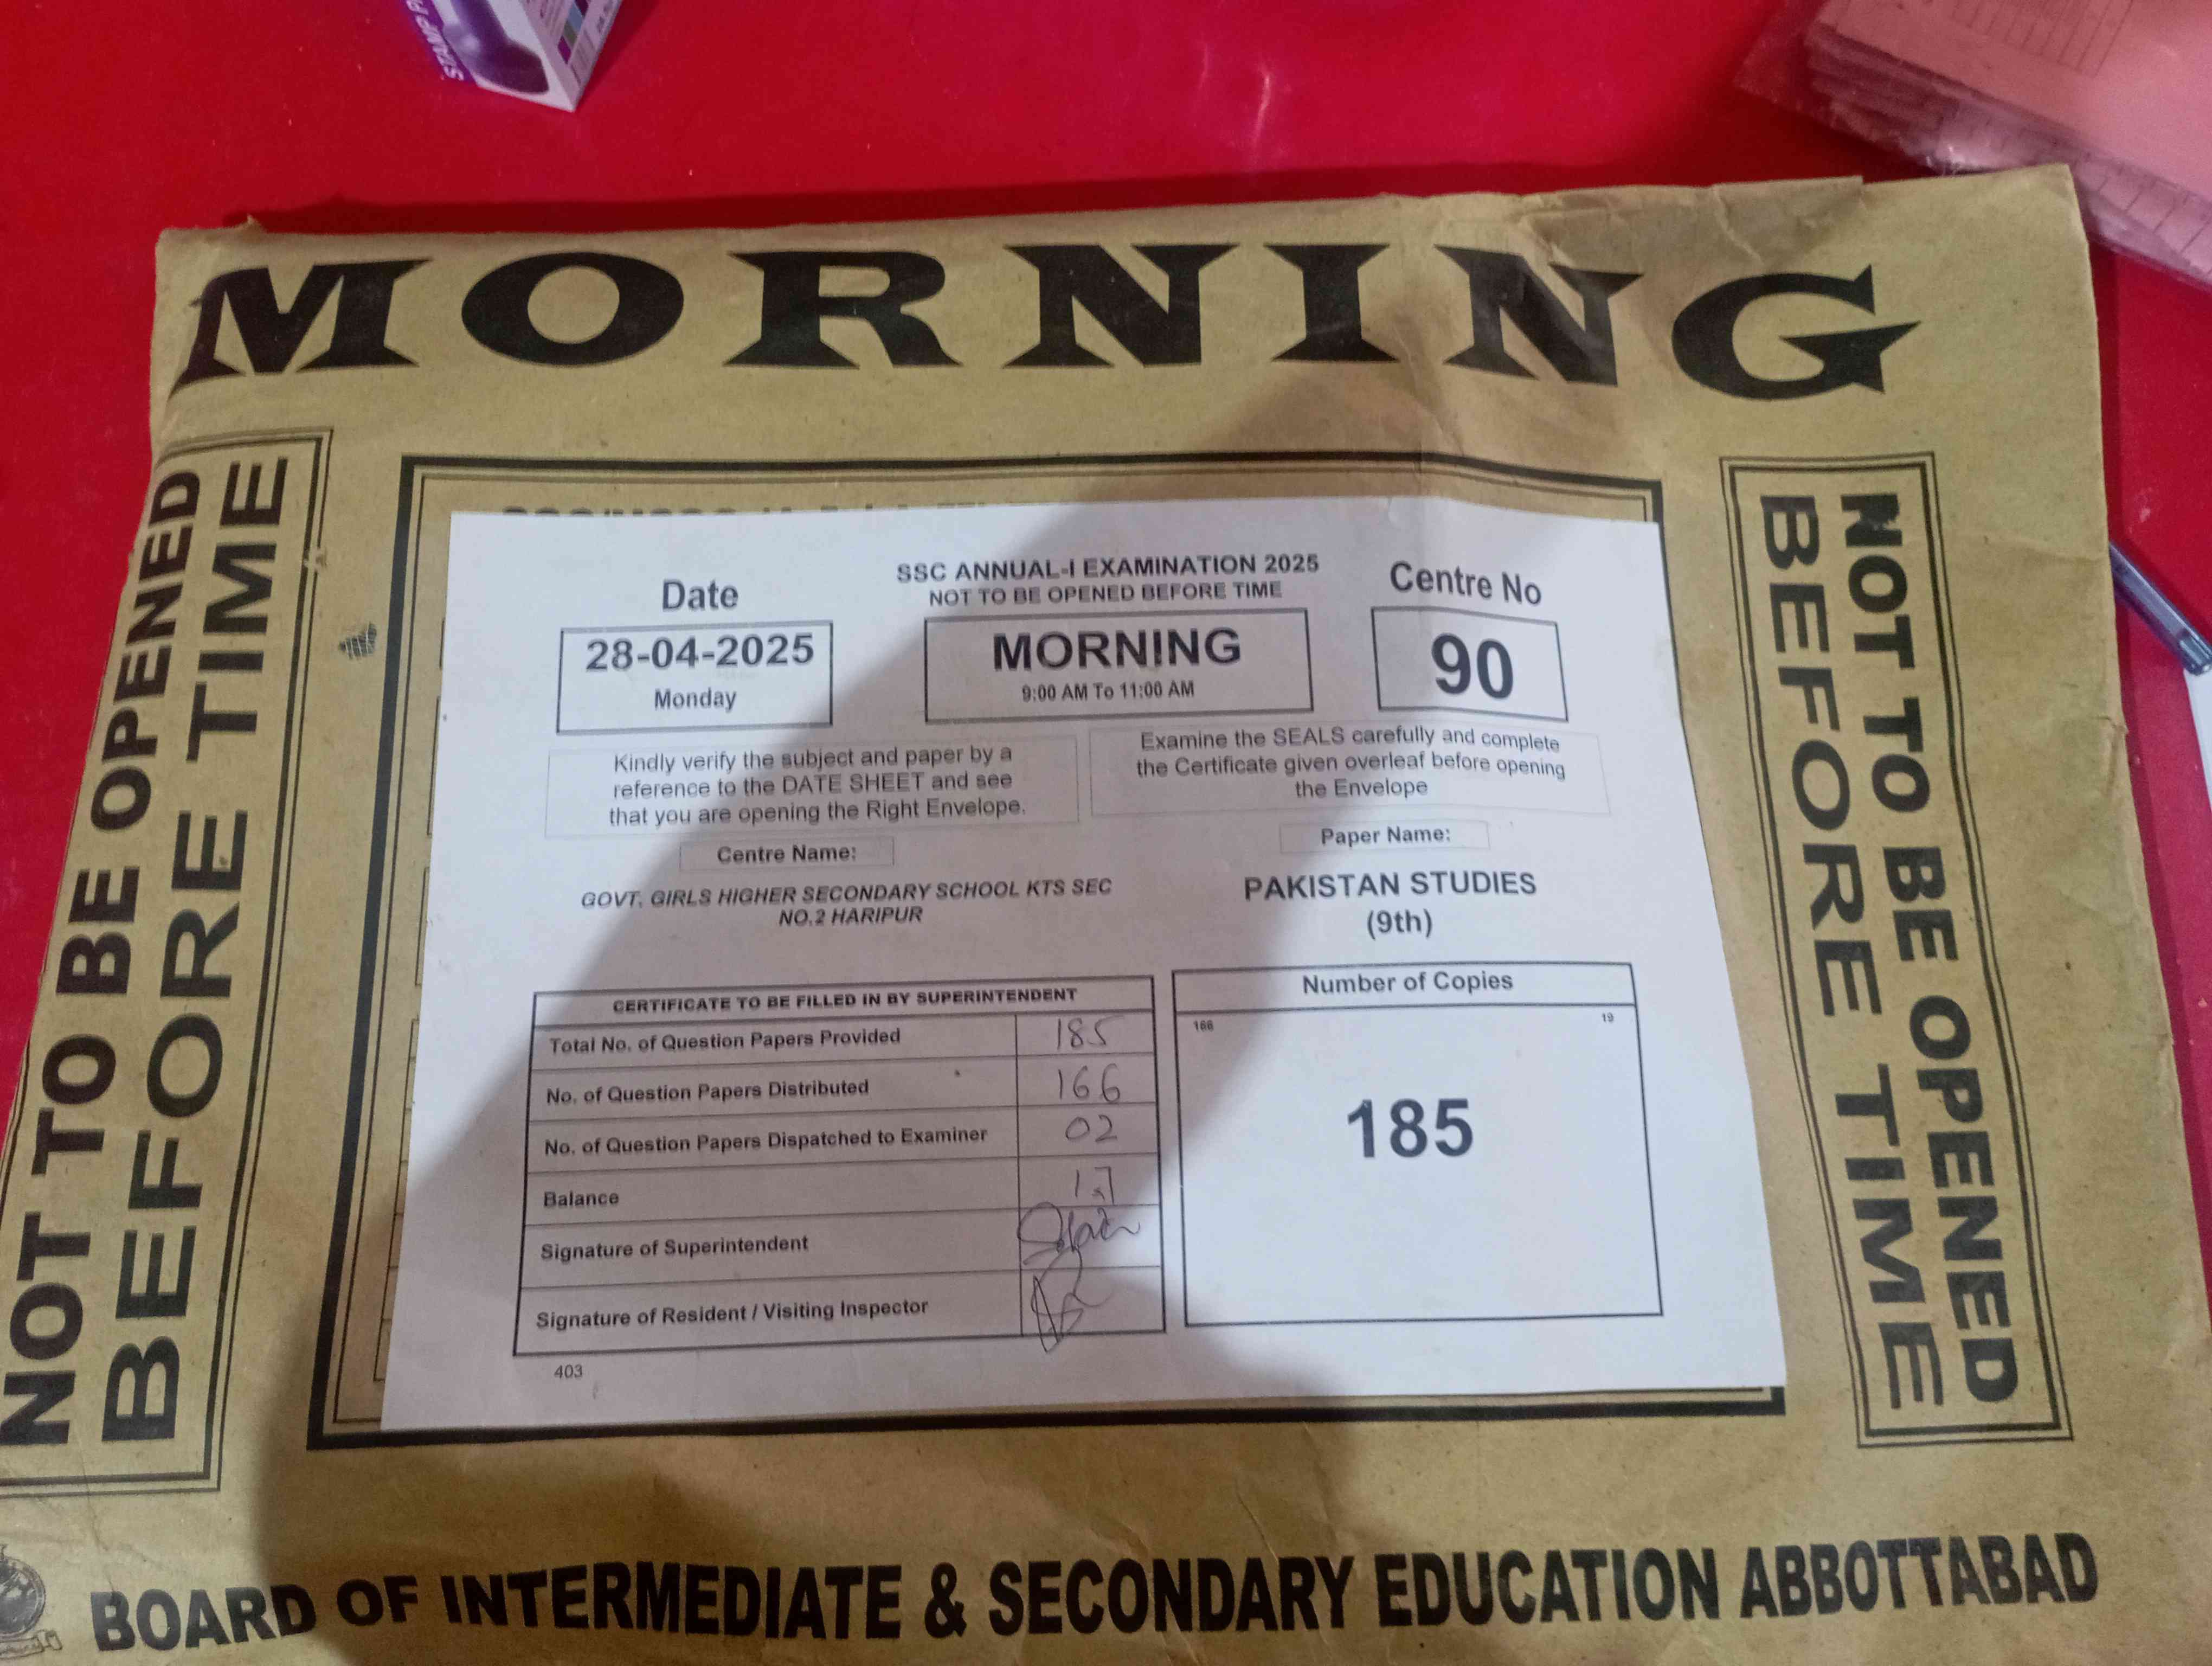 STAMP P
MORNING
NOT TO BE OPENED
BEFORE TIME
NOT TO BE OPENED
BEFORE TIME
SSC ANNUAL-I EXAMINATION 2025
NOT TO BE OPENED BEFORE TIME
Date
28-04-2025
Monday
MORNING
9:00 AM To 11:00 AM
Centre No
90
Kindly verify the subject and paper by a
reference to the DATE SHEET and see
that you are opening the Right Envelope.
Examine the SEALS carefully and complete
the Certificate given overleaf before opening
the Envelope
Centre Name:
GOVT. GIRLS HIGHER SECONDARY SCHOOL KTS SEC
NO.2 HARIPUR
Paper Name:
PAKISTAN STUDIES
(9th)
CERTIFICATE TO BE FILLED IN BY SUPERINTENDENT
Total No. of Question Papers Provided 185
No. of Question Papers Distributed 166
No. of Question Papers Dispatched to Examiner 02
Balance 17
Signature of Superintendent
Signature of Resident / Visiting Inspector
403
Number of Copies
166 19
185
BOARD OF INTERMEDIATE & SECONDARY EDUCATION ABBOTTABAD